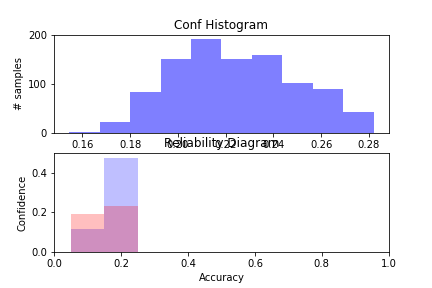 Conf Histogram
200
100
0
# samples
0.16 0.18 0.20 0.22 0.24 0.26 0.28
Reliability Diagram
0.4
0.2
0.0
Confidence
0.0 0.2 0.4 0.6 0.8 1.0
Accuracy